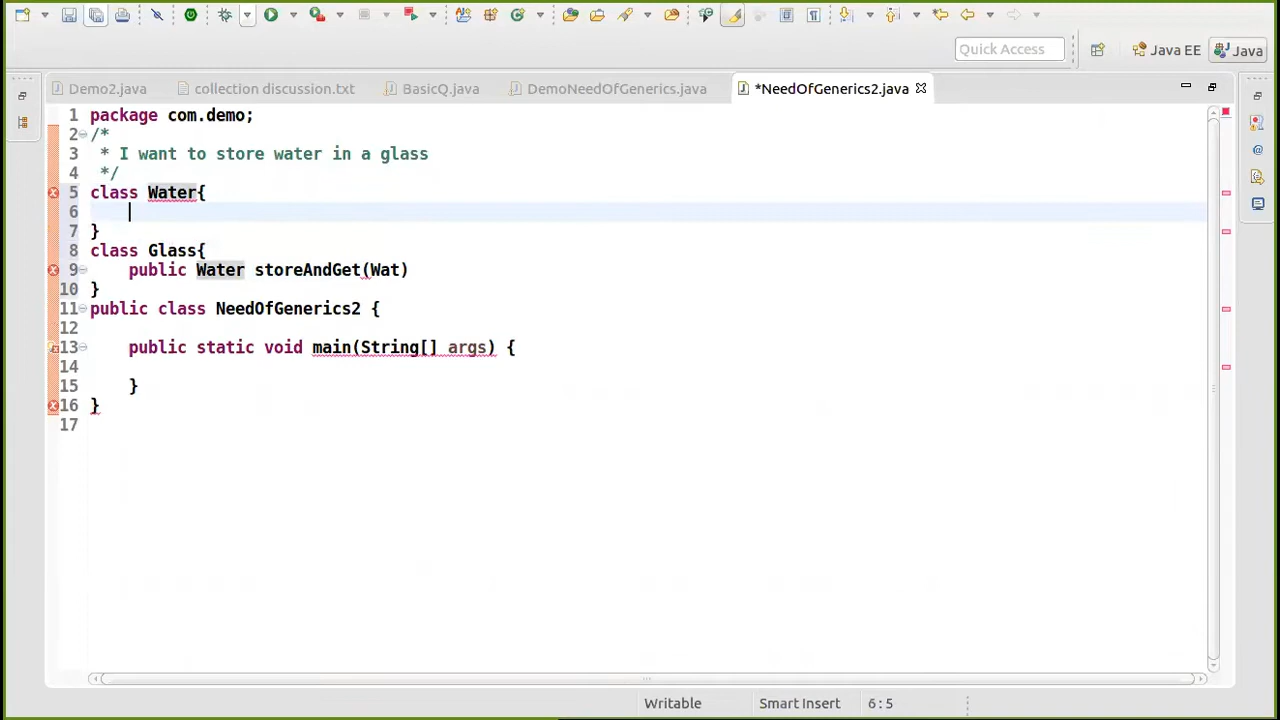 Quick Access
Java EE
Java
Demo2.java
collection discussion.txt
BasicQ.java
DemoNeedOfGenerics.java
*NeedOfGenerics2.java
1 package com.demo;
2 /*
3 * I want to store water in a glass
4 */
5 class Water{
6
7 }
8 class Glass{
9 public Water storeAndGet(Wat)
10 }
11 public class NeedOfGenerics2 {
12
13 public static void main(String[] args) {
14
15 }
16 }
17
Writable
Smart Insert
6 : 5